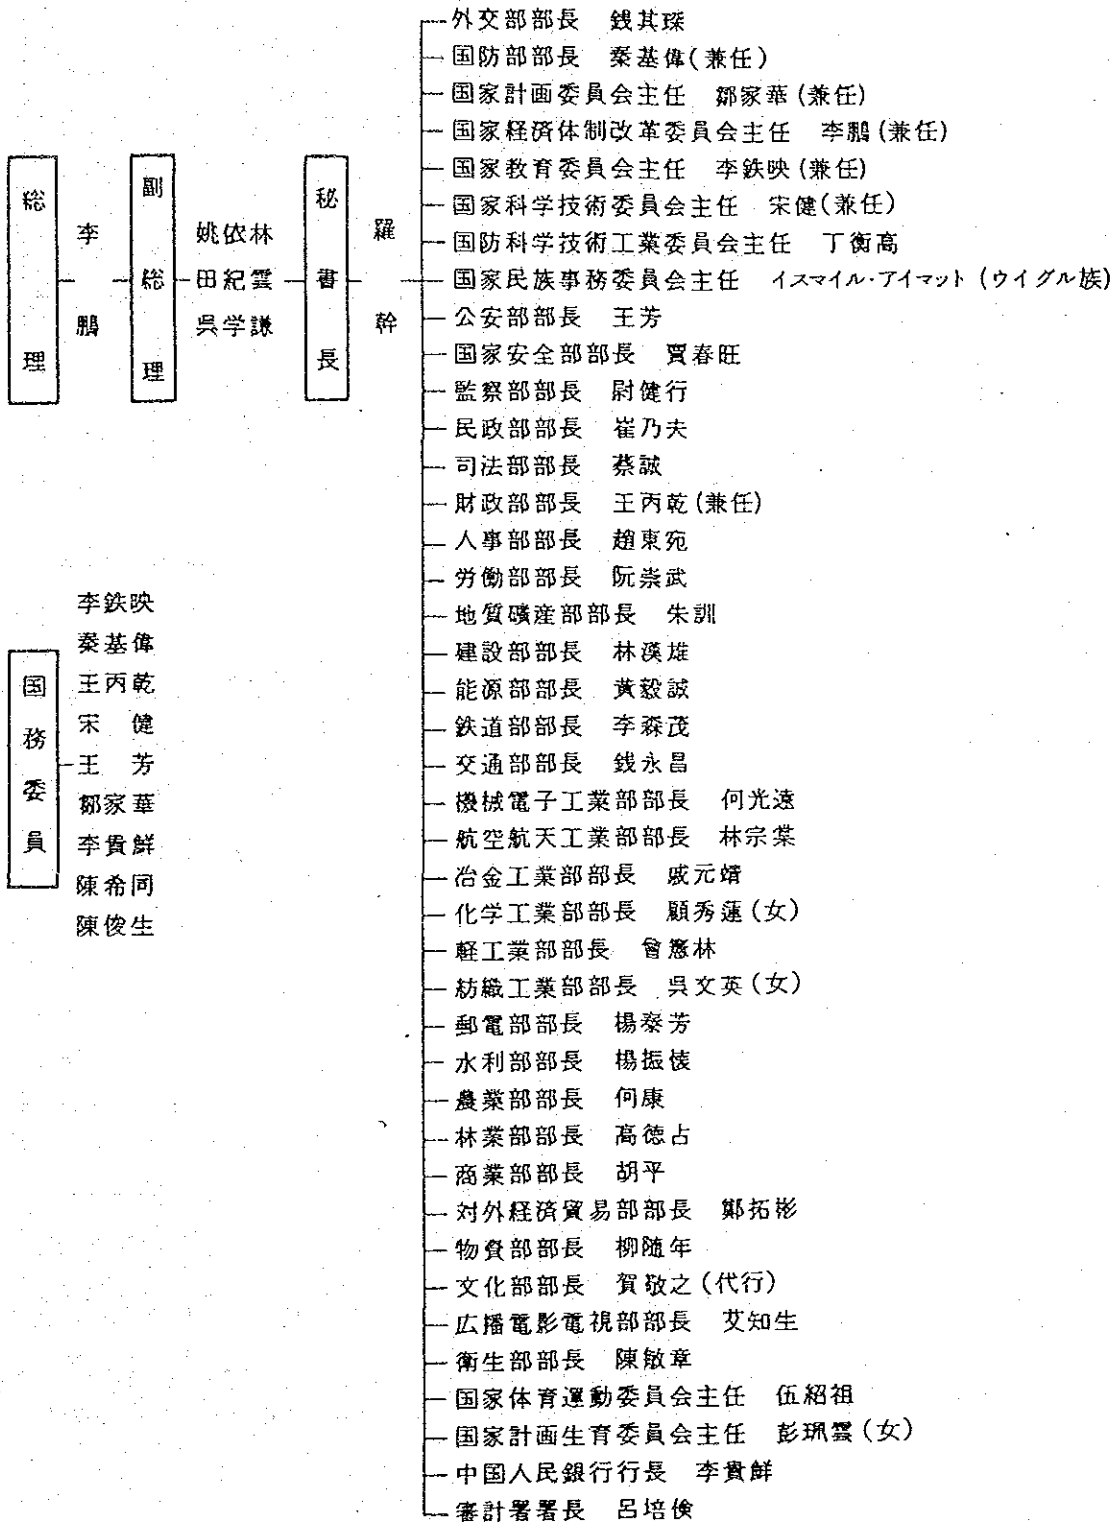 総理
李鵬
副総理
姚依林
田紀雲
呉学謙
秘書長
羅幹
外交部部長 銭其琛
国防部部長 秦基偉(兼任)
国家計画委員会主任 鄒家華(兼任)
国家経済体制改革委員会主任 李鵬(兼任)
国家教育委員会主任 李鉄映(兼任)
国家科学技術委員会主任 宋健(兼任)
国防科学技術工業委員会主任 丁衡高
国家民族事務委員会主任 イスマイル・アイマット(ウイグル族)
公安部部長 王芳
国家安全部部長 賈春旺
監察部部長 尉健行
民政部部長 崔乃夫
司法部部長 蔡誠
財政部部長 王丙乾(兼任)
人事部部長 趙東宛
労働部部長 阮崇武
地質礦産部部長 朱訓
建設部部長 林漢雄
能源部部長 黄毅誠
鉄道部部長 李森茂
交通部部長 銭永昌
機械電子工業部部長 何光遠
航空航天工業部部長 林宗棠
冶金工業部部長 戚元靖
化学工業部部長 顧秀蓮(女)
軽工業部部長 曾憲林
紡織工業部部長 呉文英(女)
郵電部部長 楊泰芳
水利部部長 楊振懐
農業部部長 何康
林業部部長 高徳占
商業部部長 胡平
対外経済貿易部部長 鄭拓彬
物資部部長 柳随年
文化部部長 賀敬之(代行)
広播電影電視部部長 艾知生
衛生部部長 陳敏章
国家体育運動委員会主任 伍紹祖
国家計画生育委員会主任 彭珮雲(女)
中国人民銀行行長 李貴鮮
審計署署長 呂培倹
国務委員
李鉄映
秦基偉
王丙乾
宋健
王芳
鄒家華
李貴鮮
陳希同
陳俊生